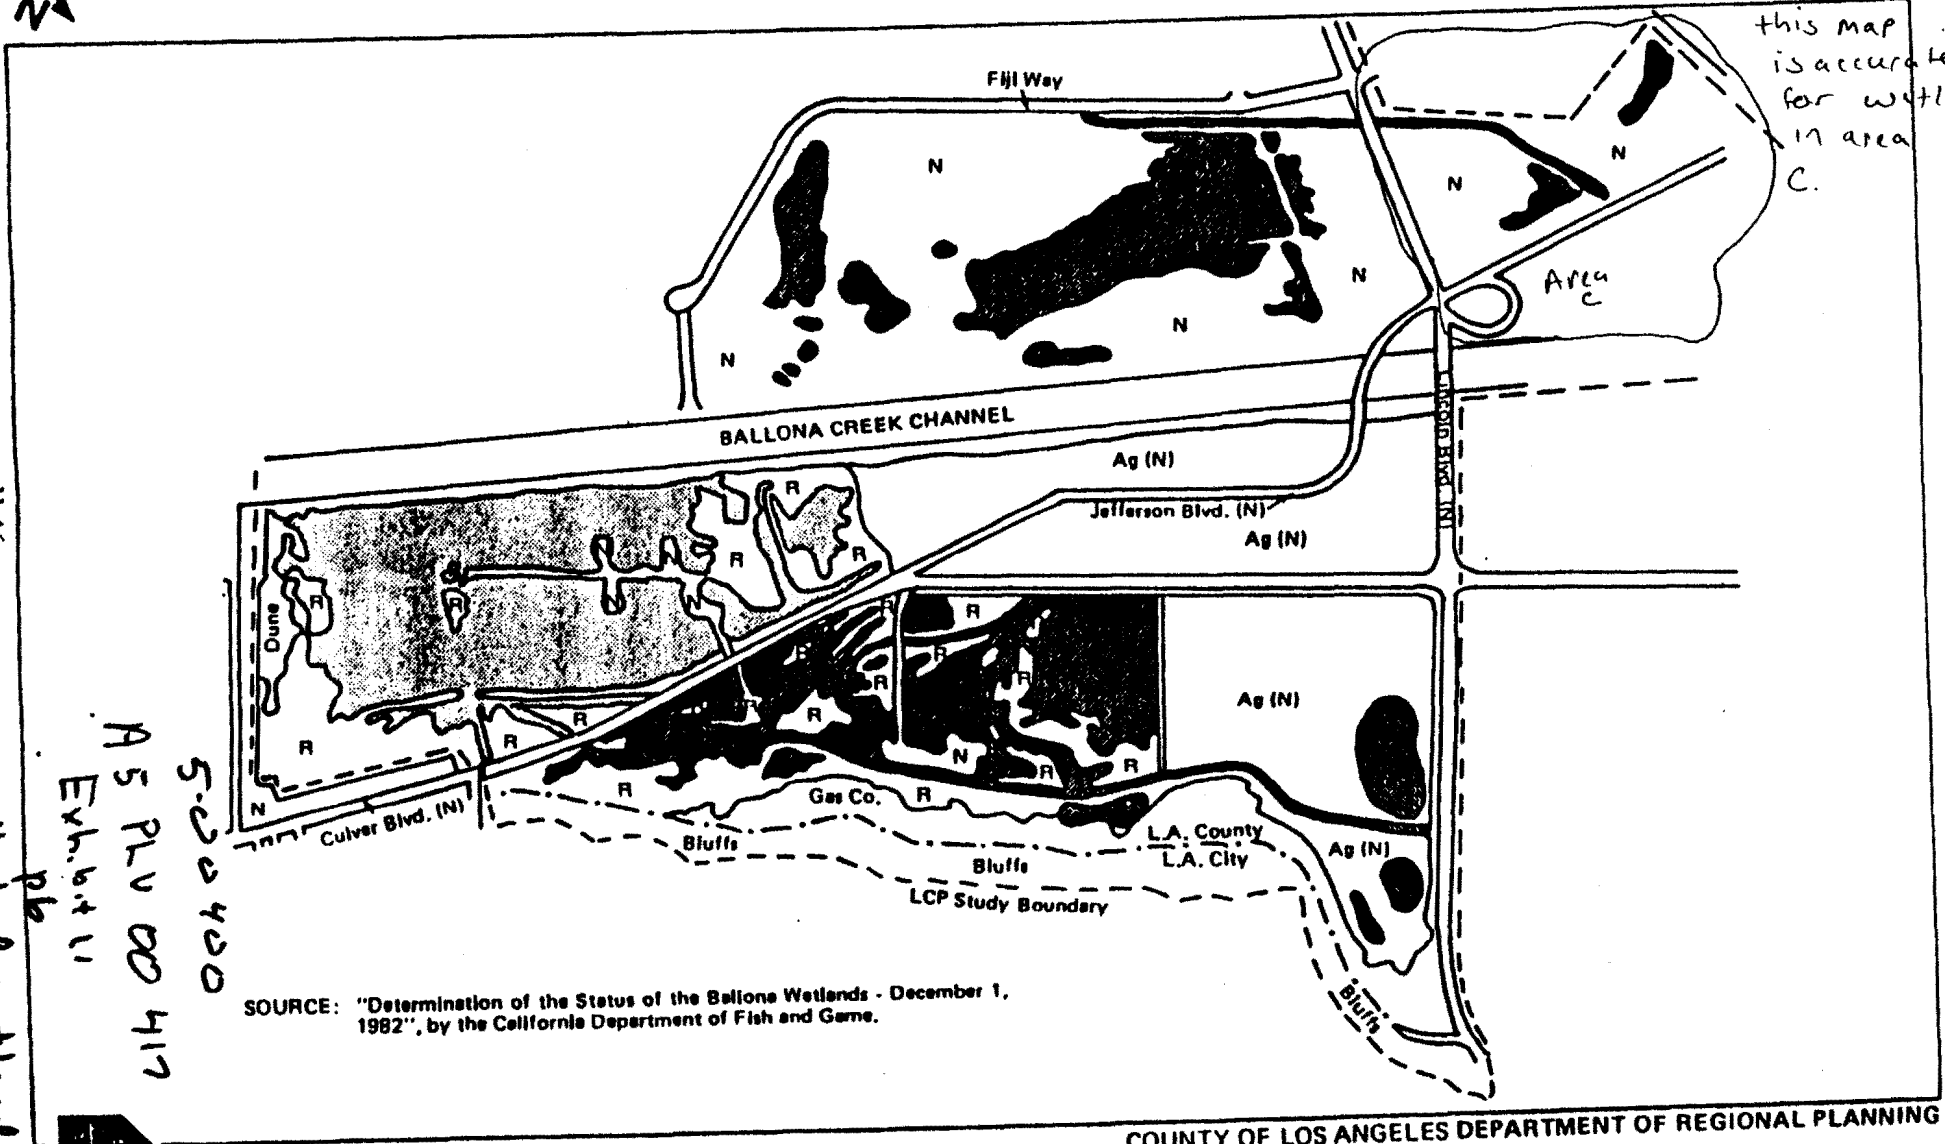 N
this map
is accurate
for wetl
in area
C.
Fiji Way
N
N
N
N
N
N
N
Area
C
BALLONA CREEK CHANNEL
Lincoln Blvd. (N)
Ag (N)
Jefferson Blvd. (N)
Ag (N)
R
R
R
N
N
R
R
N
N
Dune
R
R
R
R
R
R
R
R
R
R
Ag (N)
R
R
N
R
R
N
R
Gas Co.
R
Culver Blvd. (N)
Bluffs
Bluffs
L.A. County
L.A. City
Ag (N)
LCP Study Boundary
Bluffs
5-00 400
A5 PLV 00 417
Exhibit 11
p6
SOURCE: "Determination of the Status of the Ballona Wetlands - December 1,
1982", by the California Department of Fish and Game.
COUNTY OF LOS ANGELES DEPARTMENT OF REGIONAL PLANNING